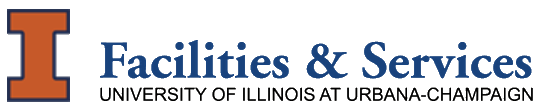 I
Facilities & Services
UNIVERSITY OF ILLINOIS AT URBANA-CHAMPAIGN